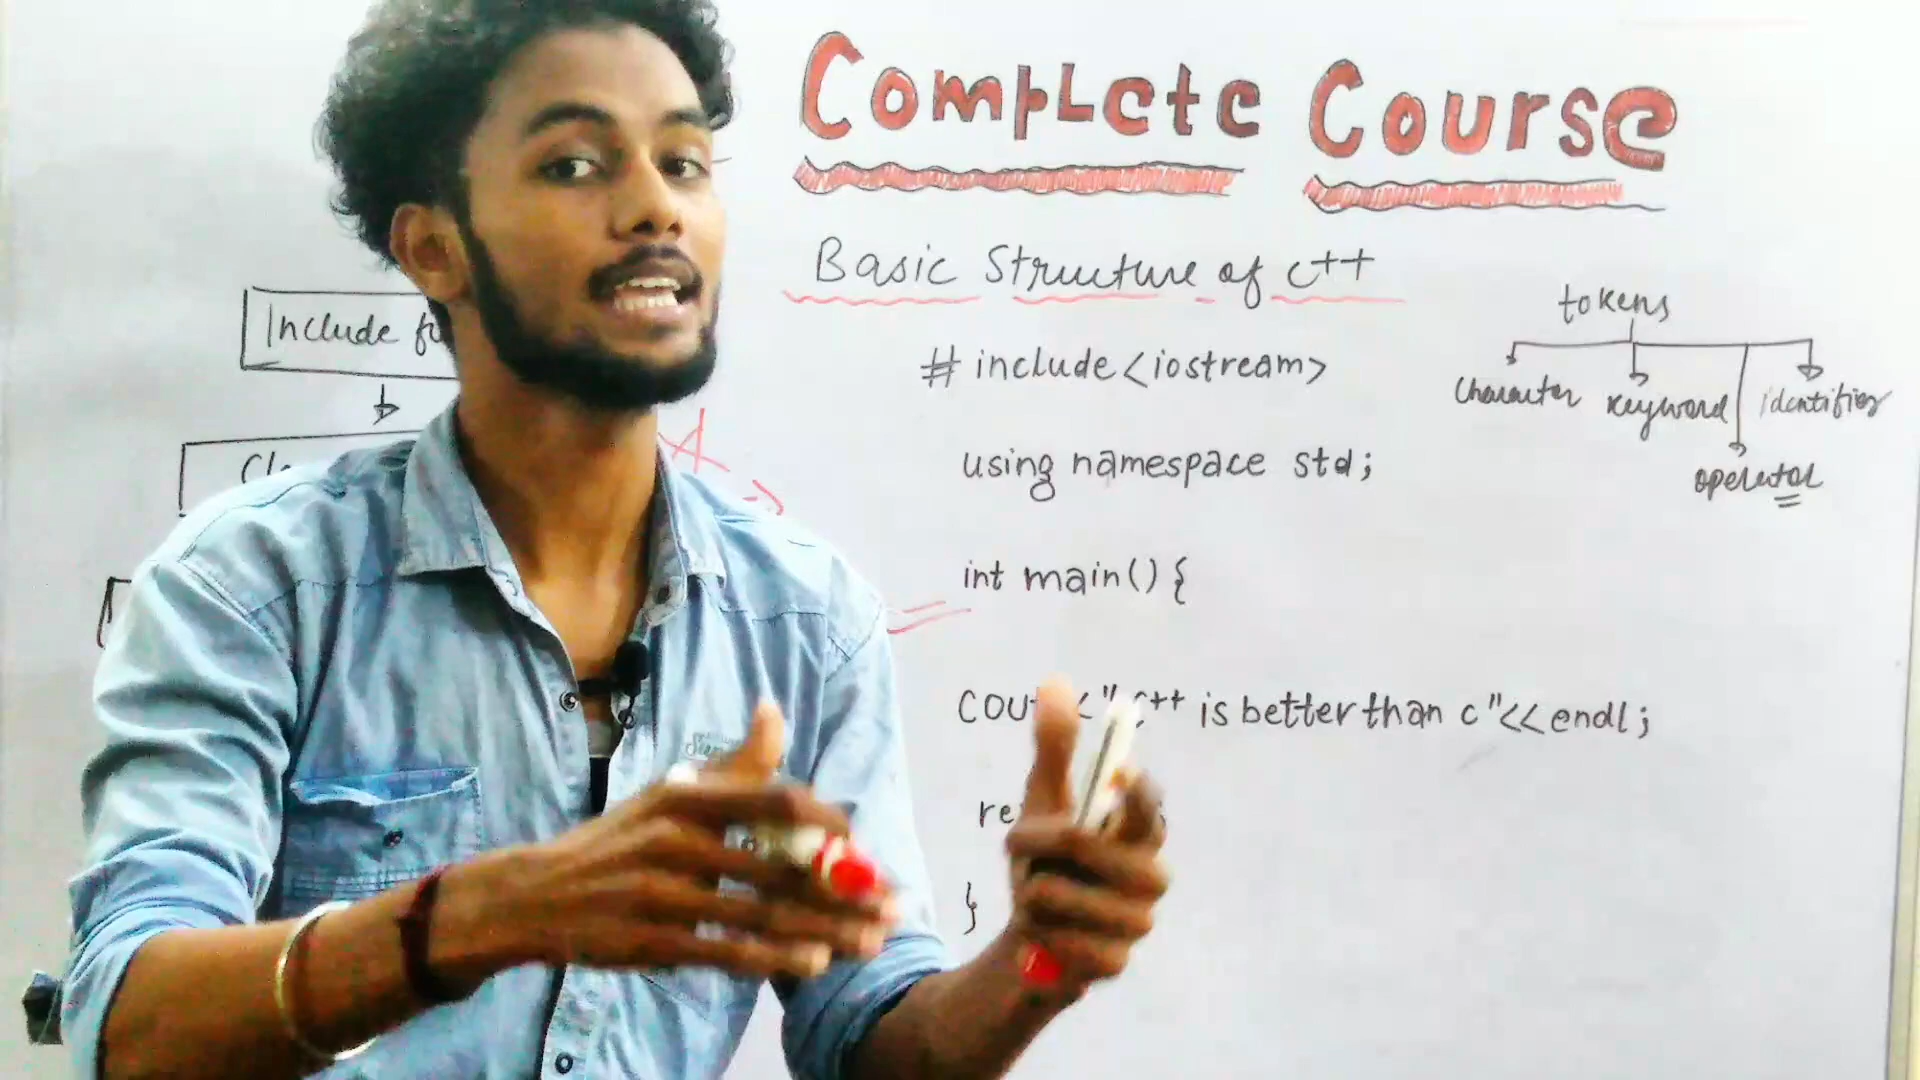 Complete Course
Basic Structure of C++
# include <iostream>
using namespace std;
int main() {
C++ is better than c"<<endl;
}
tokens
Character keyword identifier
operator
Include